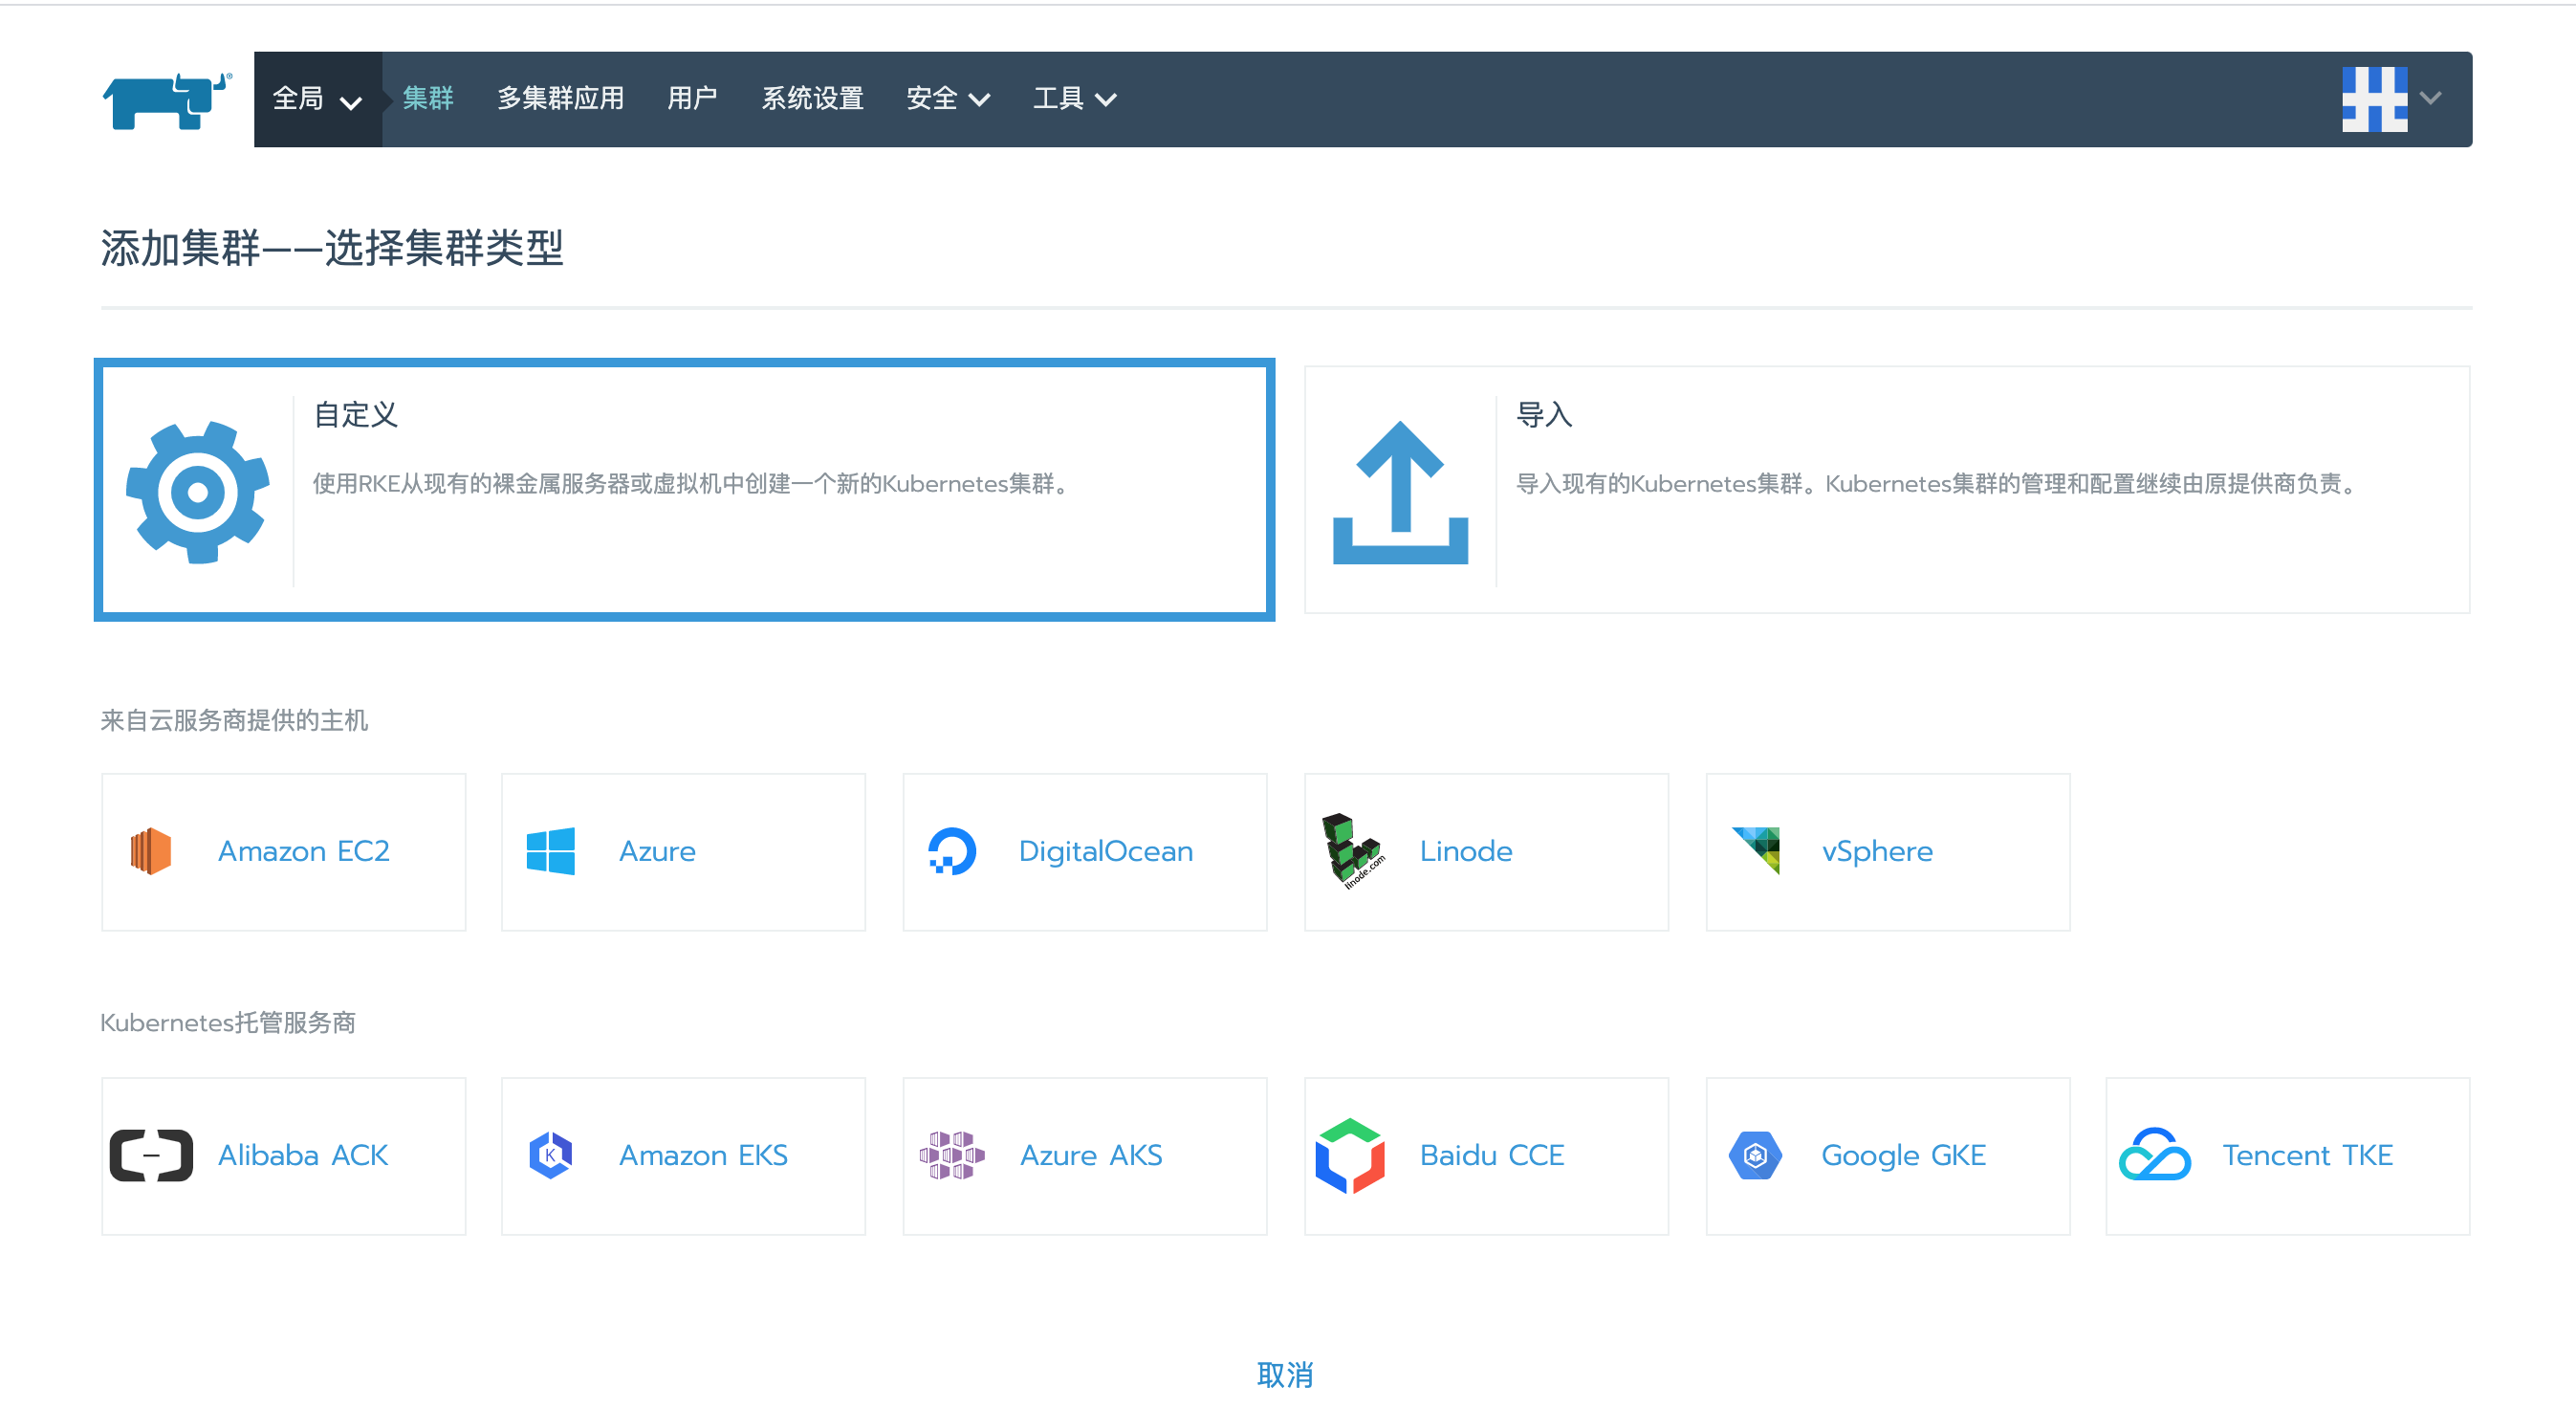 全局
集群
多集群应用
用户
系统设置
安全
工具
添加集群——选择集群类型
自定义
使用RKE从现有的裸金属服务器或虚拟机中创建一个新的Kubernetes集群。
导入
导入现有的Kubernetes集群。Kubernetes集群的管理和配置继续由原提供商负责。
来自云服务商提供的主机
Amazon EC2
Azure
DigitalOcean
linode.com
Linode
vSphere
Kubernetes托管服务商
Alibaba ACK
K
Amazon EKS
Azure AKS
Baidu CCE
Google GKE
Tencent TKE
取消